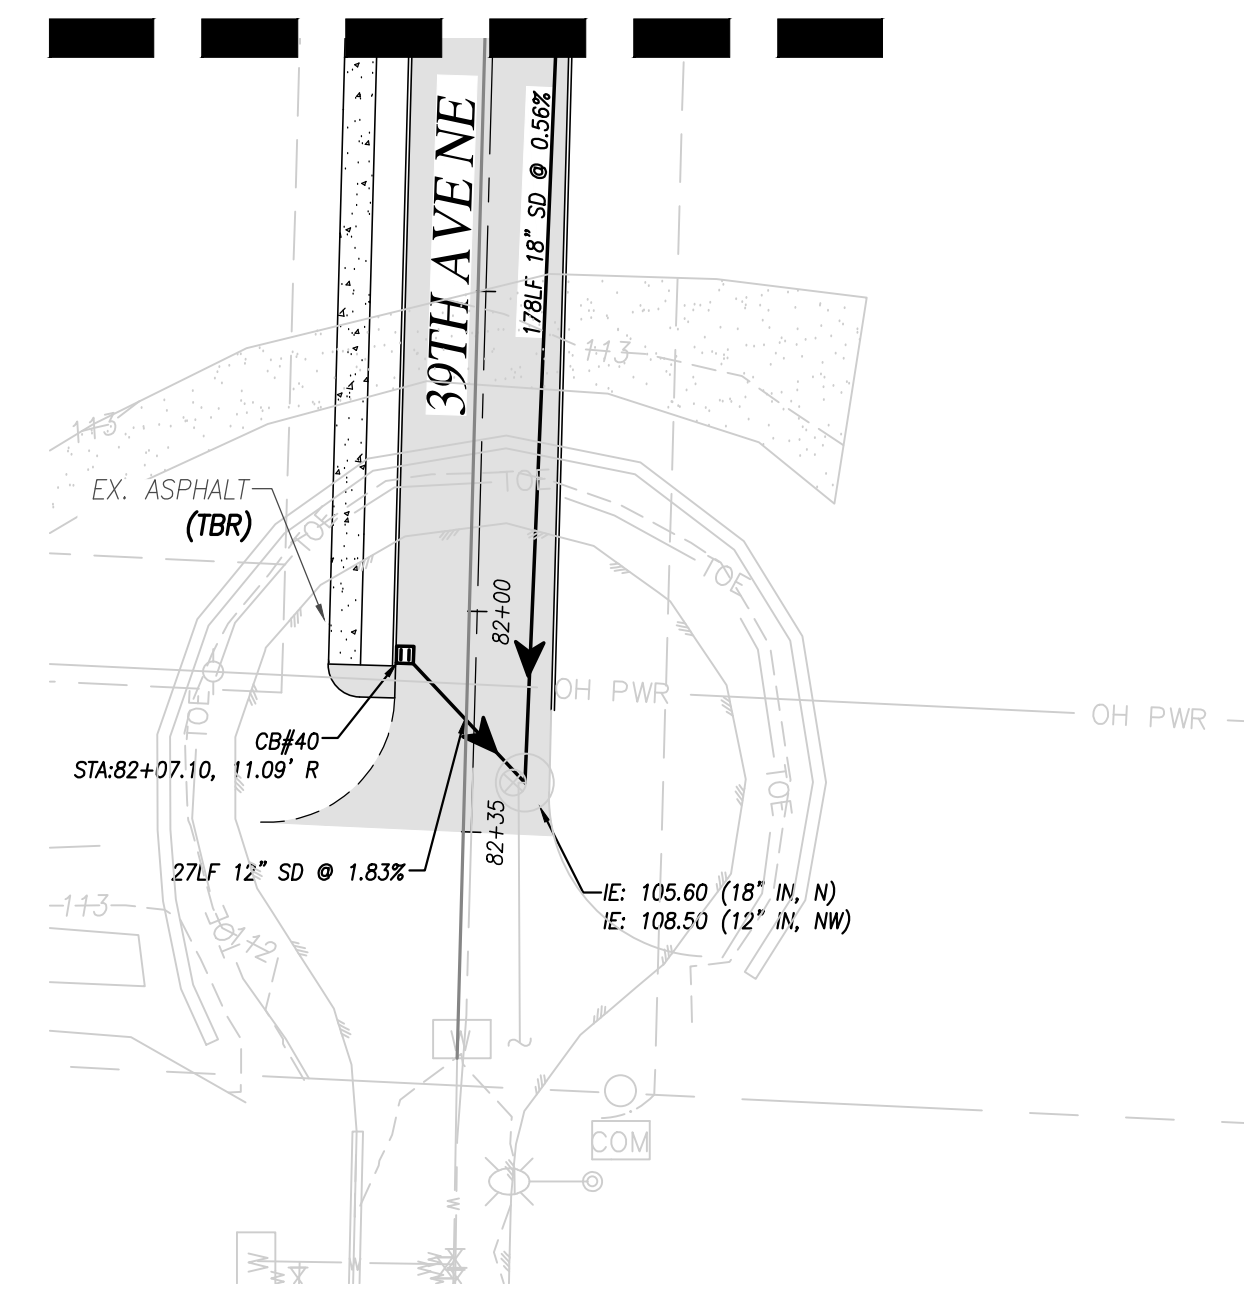 39TH AVE NE
178LF 18" SD @ 0.56%
113
113
EX. ASPHALT
(TBR)
TOE
TOE
TOE
82+00
OH PWR
OH PWR
TOE
CB#40
STA:82+07.10, 11.09' R
TOE
82+35
27LF 12" SD @ 1.83%
IE: 105.60 (18" IN, N)
IE: 108.50 (12" IN, NW)
113
112
W
COM
W
W